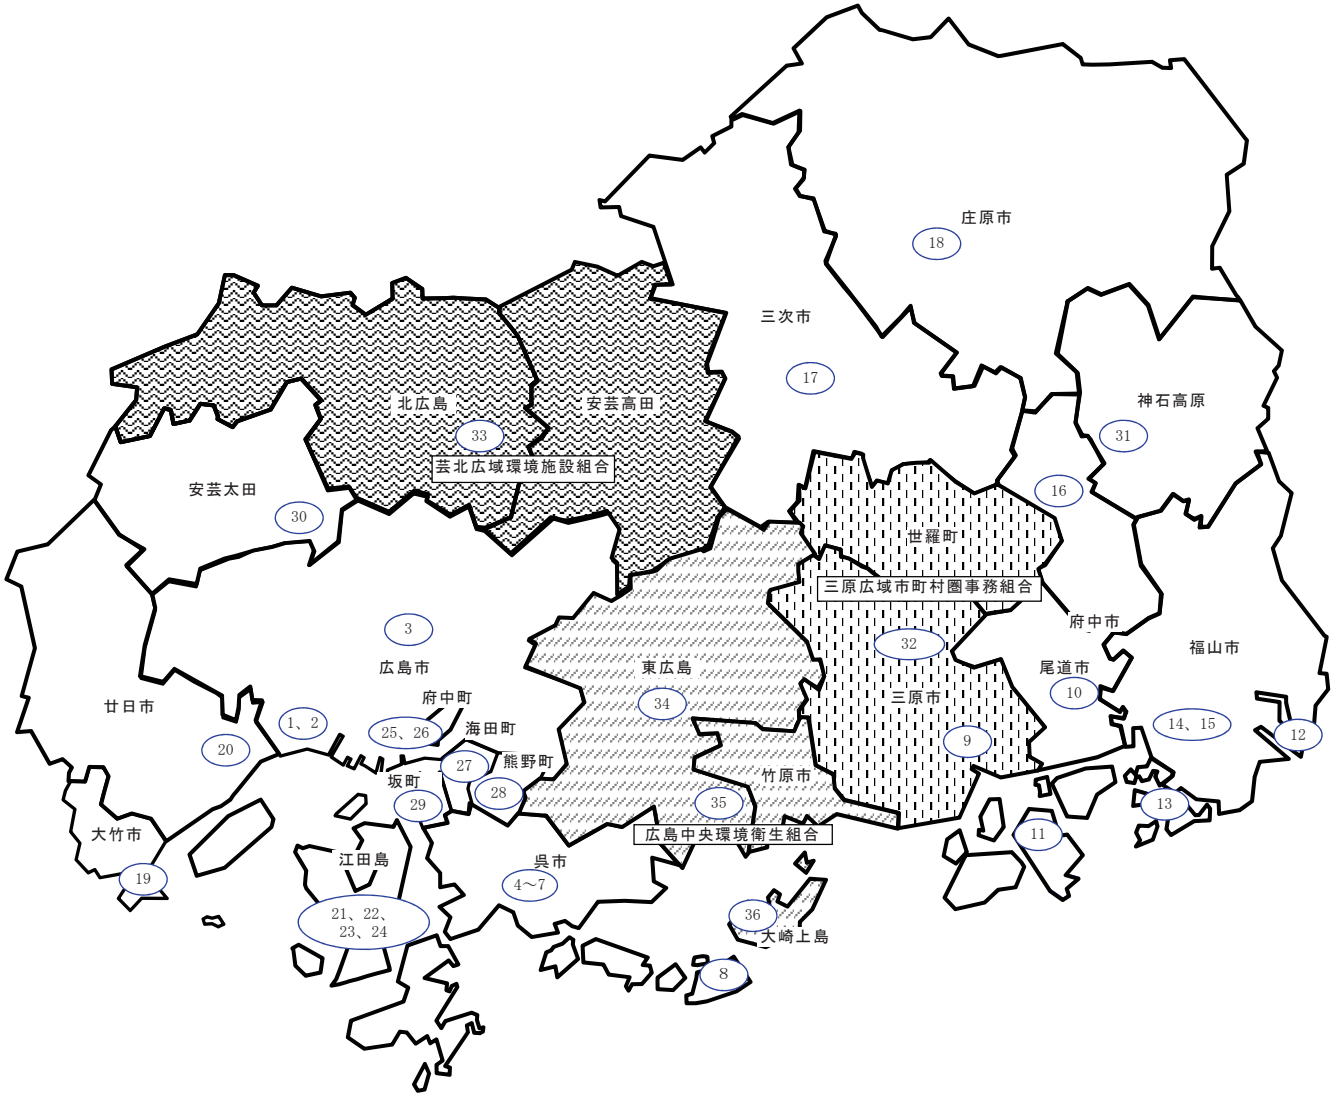 庄原市
18
三次市
17
神石高原
31
北広島
安芸高田
33
芸北広域環境施設組合
安芸太田
30
16
世羅町
三原広域市町村圏事務組合
府中市
3
広島市
32
福山市
東広島
尾道市
10
三原市
34
廿日市
府中町
1、2
25、26
海田町
14、15
12
20
9
熊野町
27
坂町
竹原市
28
29
35
13
大竹市
広島中央環境衛生組合
11
江田島
呉市
19
4～7
21、22、
23、24
36
大崎上島
8